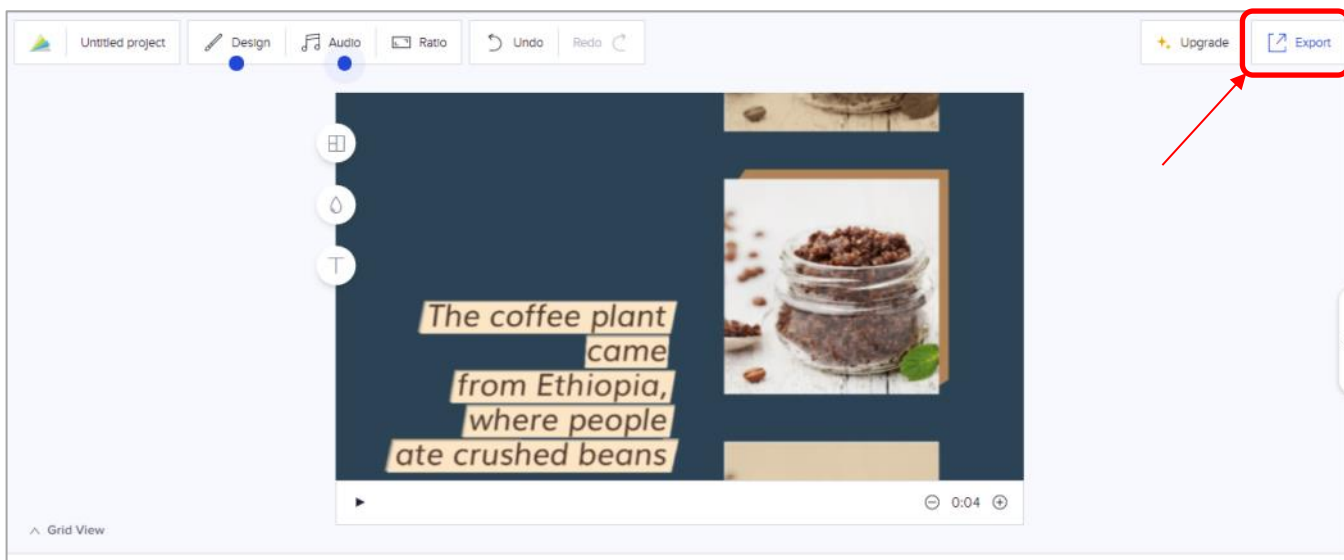 Untitled project
Design
Audio
Ratio
Undo
Redo
Upgrade
Export
The coffee plant
came
from Ethiopia,
where people
ate crushed beans
0:04
Grid View